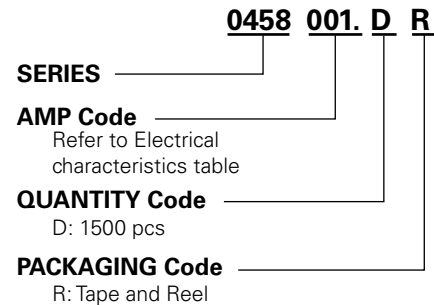 0458 001. D R
SERIES
AMP Code
Refer to Electrical
characteristics table
QUANTITY Code
D: 1500 pcs
PACKAGING Code
R: Tape and Reel